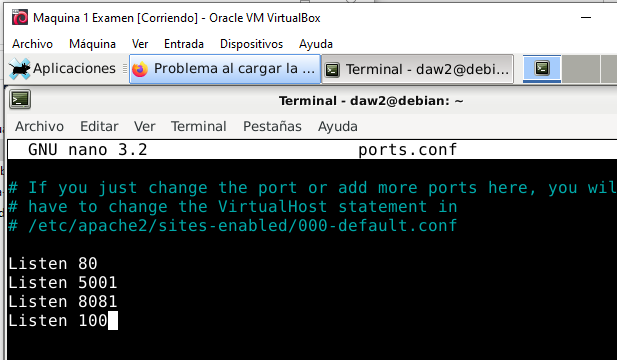 Maquina 1 Examen [Corriendo] - Oracle VM VirtualBox
Archivo Máquina Ver Entrada Dispositivos Ayuda
Aplicaciones Problema al cargar la ... Terminal - daw2@debi...
Terminal - daw2@debian: ~
Archivo Editar Ver Terminal Pestañas Ayuda
GNU nano 3.2 ports.conf
# If you just change the port or add more ports here, you wil
# have to change the VirtualHost statement in
# /etc/apache2/sites-enabled/000-default.conf
Listen 80
Listen 5001
Listen 8081
Listen 100